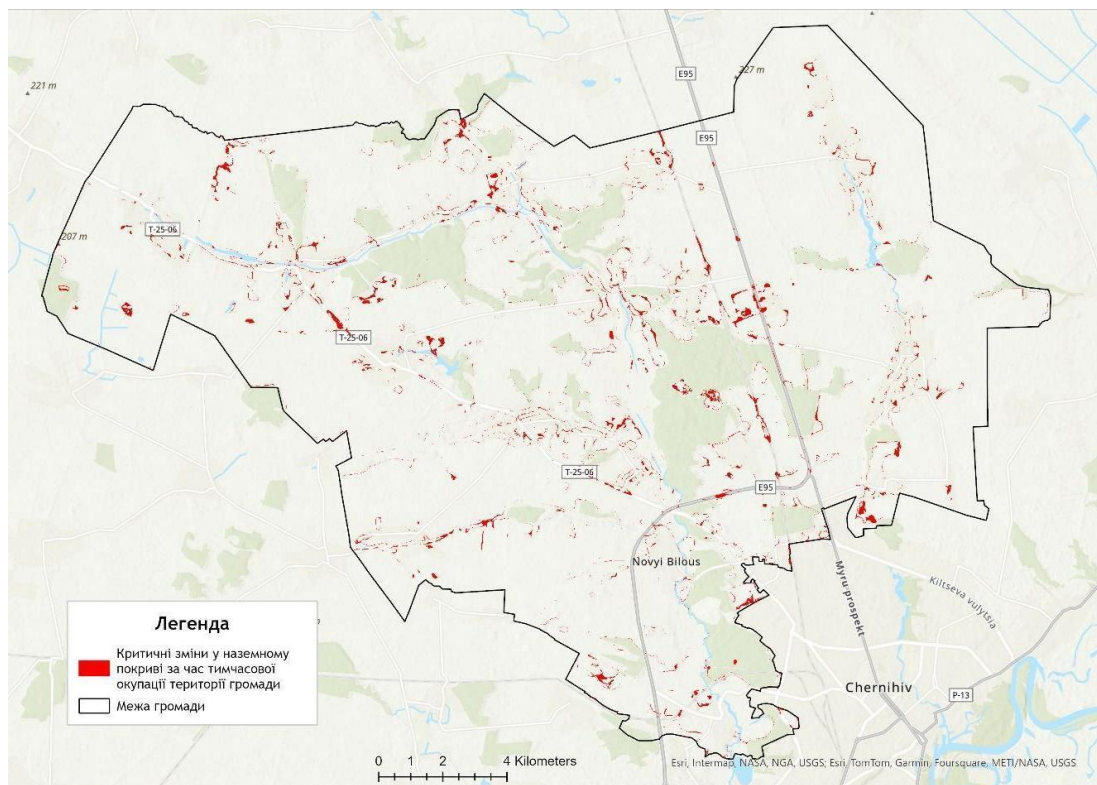 221 m
E95
227 m
E95
T-25-06
207 m
T-25-06
T-25-06
E95
Novyi Bilous
Myru prospekt
Kiltseva vulytsia
Chernihiv
P-13
Легенда
Критичні зміни у наземному
покриві за час тимчасової
окупації території громади
Межа громади
0 1 2 4 Kilometers
Esri, Intermap, NASA, NGA, USGS; Esri, TomTom, Garmin, Foursquare, METI/NASA, USGS